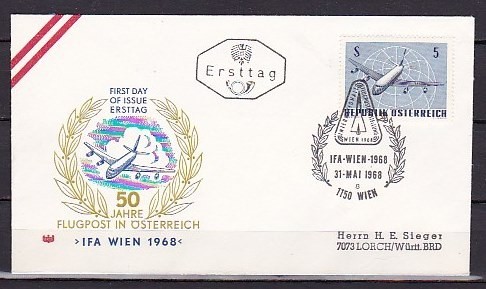 Ersttag
S 5
REPUBLIK ÖSTERREICH
FIRST DAY
OF ISSUE
ERSTTAG
50
JAHRE
FLUGPOST IN ÖSTERREICH
>IFA WIEN 1968<
WIEN 1968
IFA-WIEN-1968
31-MAI 1968
6
1150 WIEN
Herrn H. E. Sieger
7073 LORCH/Württ. BRD